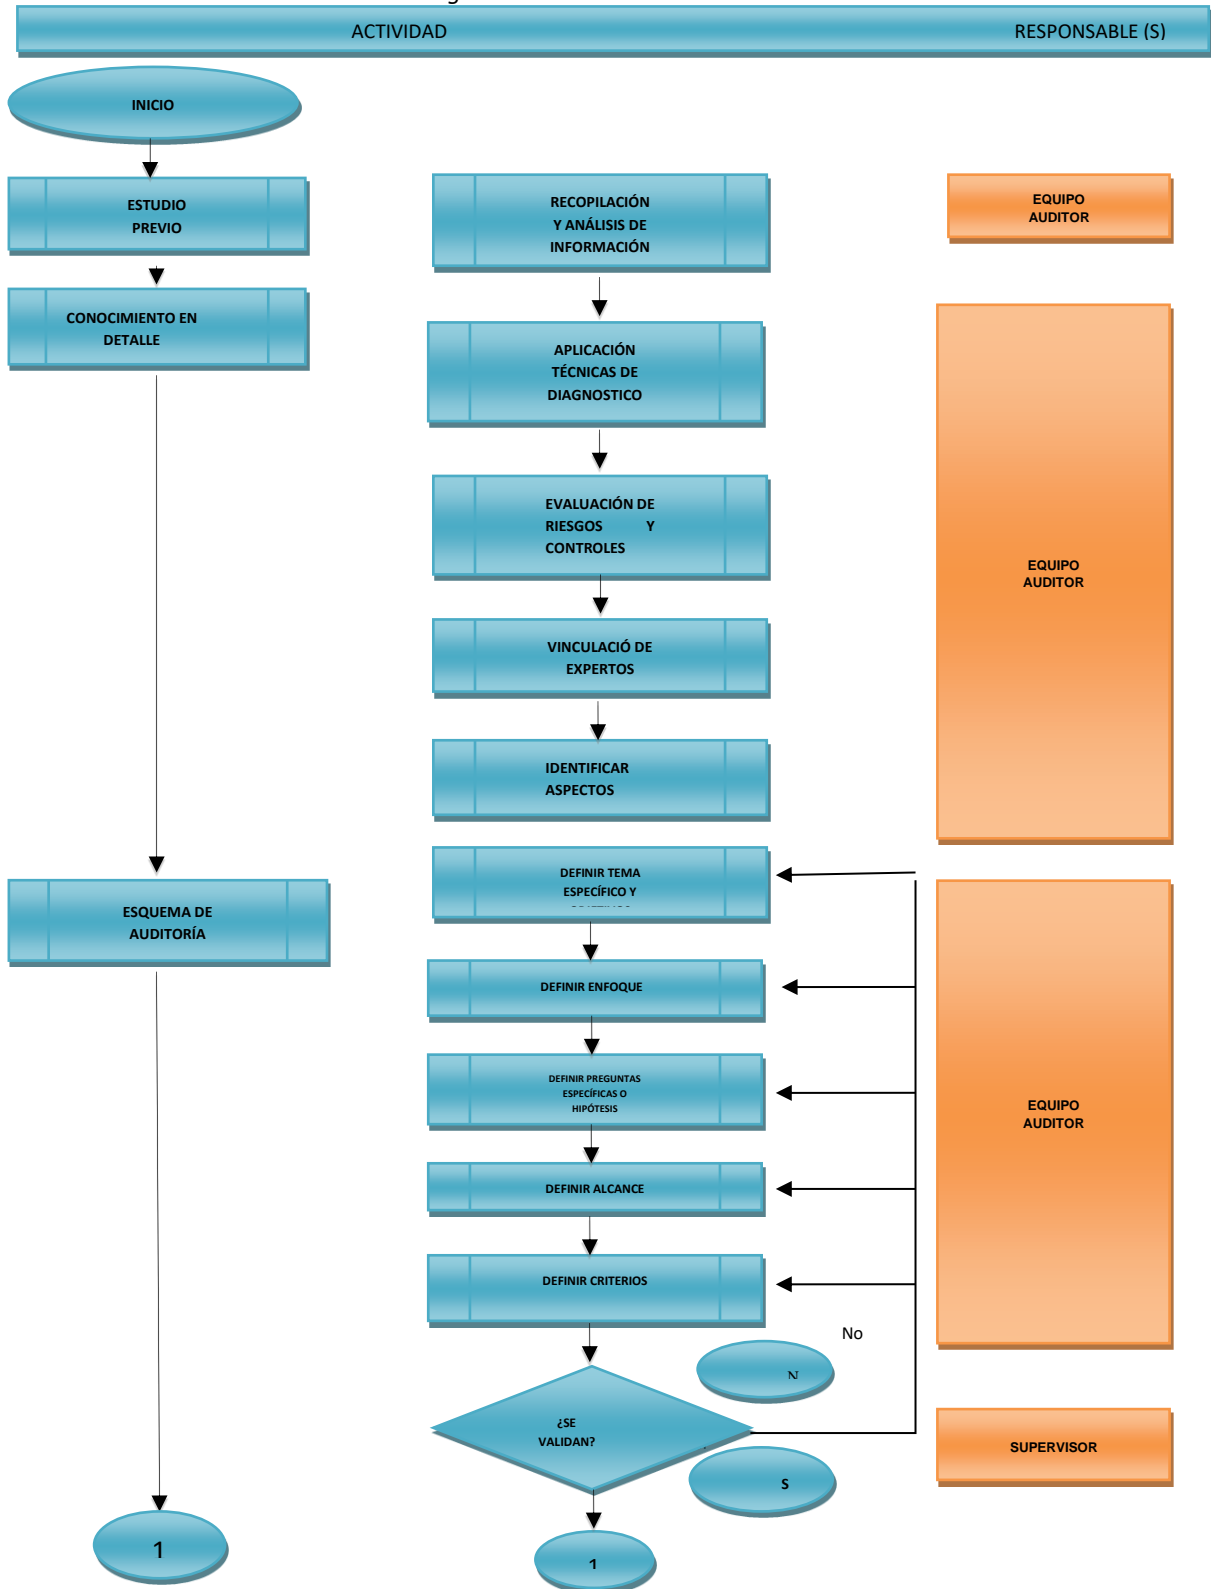 ACTIVIDAD RESPONSABLE (S)
INICIO
ESTUDIO
PREVIO
RECOPILACIÓN
Y ANÁLISIS DE
INFORMACIÓN
EQUIPO
AUDITOR
CONOCIMIENTO EN
DETALLE
APLICACIÓN
TÉCNICAS DE
DIAGNOSTICO
EVALUACIÓN DE
RIESGOS Y
CONTROLES
EQUIPO
AUDITOR
VINCULACIÓ DE
EXPERTOS
IDENTIFICAR
ASPECTOS
ESQUEMA DE
AUDITORÍA
DEFINIR TEMA
ESPECÍFICO Y
DEFINIR ENFOQUE
DEFINIR PREGUNTAS
ESPECÍFICAS O
HIPÓTESIS
EQUIPO
AUDITOR
DEFINIR ALCANCE
DEFINIR CRITERIOS
No
N
¿SE
VALIDAN?
SUPERVISOR
S
1
1